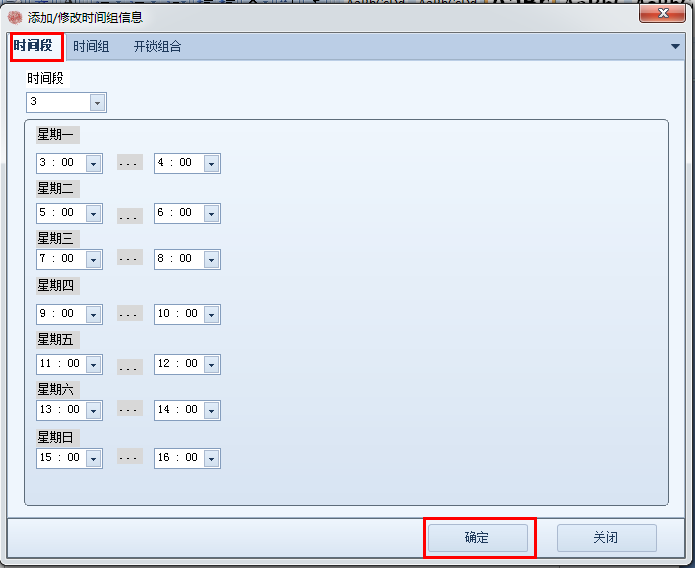 添加/修改时间组信息
时间段 时间组 开锁组合
时间段
3
星期一
3 : 00 ... 4 : 00
星期二
5 : 00 ... 6 : 00
星期三
7 : 00 ... 8 : 00
星期四
9 : 00 ... 10 : 00
星期五
11 : 00 ... 12 : 00
星期六
13 : 00 ... 14 : 00
星期日
15 : 00 ... 16 : 00
确定 关闭